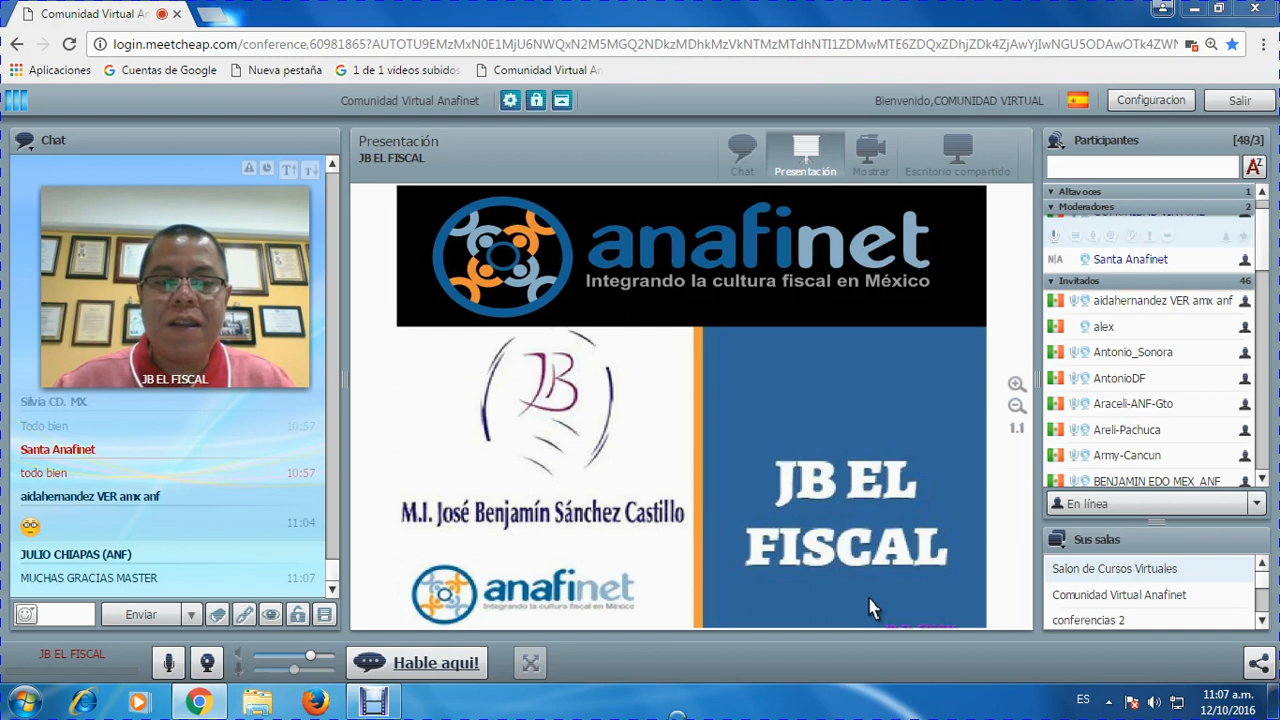 Comunidad Virtual An
login.meetcheap.com/conference.60981865?AUTOTU9EMzMxN0E1MjU6NWQxN2M5MGQ2NDkzMDhkMzVkNTMzMTdhNTI1ZDMwMTE6ZDQxZDhjZDk4ZjAwYjIwNGU5ODAwOTk4ZWN
Aplicaciones
Cuentas de Google
Nueva pestaña
1 de 1 vídeos subidos
Comunidad Virtual An
Comunidad Virtual Anafinet
Bienvenido,COMUNIDAD VIRTUAL
Configuracion
Salir
Chat
JB EL FISCAL
Silvia CD. MX.
Todo bien 10:57
Santa Anafinet
todo bien 10:57
aidahernandez VER amx anf
11:04
JULIO CHIAPAS (ANF)
MUCHAS GRACIAS MASTER 11:07
Enviar
Presentación
JB EL FISCAL
Chat
Presentación
Mostrar
Escritorio compartido
anafinet
Integrando la cultura fiscal en México
JB
M.I. José Benjamín Sánchez Castillo
anafinet
Integrando la cultura fiscal en México
JB EL
FISCAL
1.1
Participantes [48/3]
Altavoces 1
Moderadores 2
N/A Santa Anafinet
Invitados 46
aidahernandez VER amx anf
alex
Antonio_Sonora
AntonioDF
Araceli-ANF-Gto
Areli-Pachuca
Army-Cancun
BENJAMIN EDO MEX ANF
En línea
Sus salas
Salon de Cursos Virtuales
Comunidad Virtual Anafinet
conferencias 2
JB EL FISCAL
Hable aqui!
ES
11:07 a.m.
12/10/2016